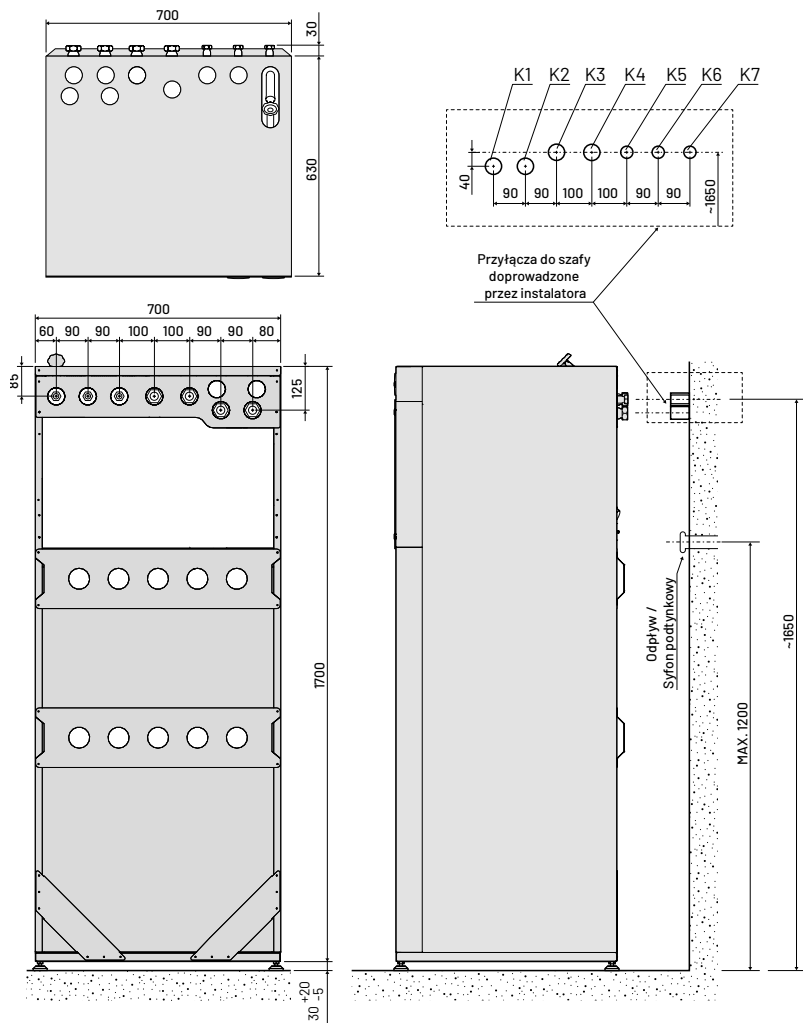 700
30
630
K1 K2 K3 K4 K5 K6 K7
40
90 90 100 100 90 90
~1650
Przyłącza do szafy
doprowadzone
przez instalatora
700
60 90 90 100 100 90 90 80
85
125
1700
30 +20 -5
Odpływ /
Syfon podtynkowy
MAX. 1200
~1650